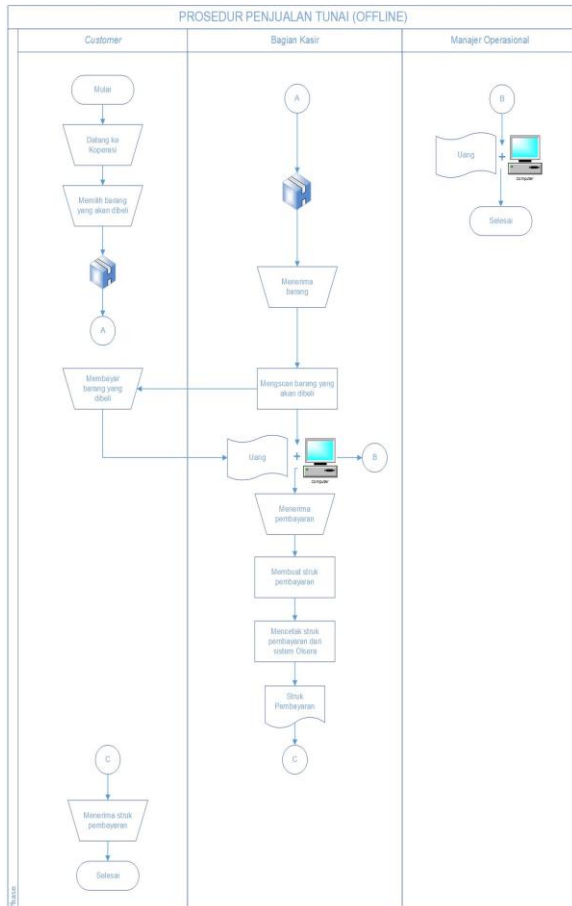 PROSEDUR PENJUALAN TUNAI (OFFLINE)
Customer
Bagian Kasir
Manajer Operasional
Mulai
Datang ke
Koperasi
Memilih barang
yang akan dibeli
A
A
Menerima
barang
Mengscan barang yang
akan dibeli
Membayar
barang yang
dibeli
Uang
+
Computer
B
Menerima
pembayaran
Membuat struk
pembayaran
Mencetak struk
pembayaran dari
sistem Olsera
Struk
Pembayaran
C
C
Menerima struk
pembayaran
Selesai
B
Uang
+
Computer
Selesai
Phase